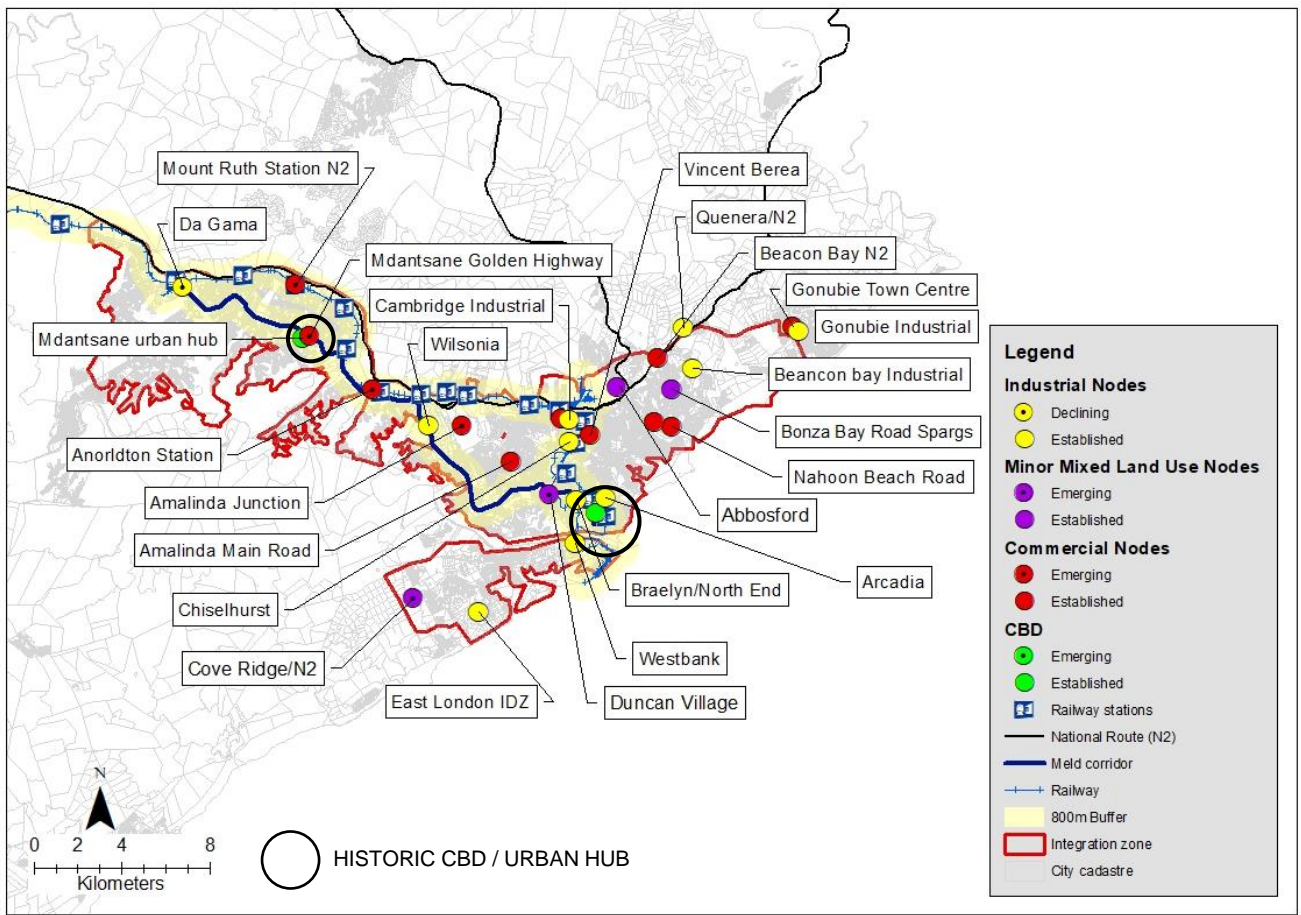 Mount Ruth Station N2
Vincent Berea
Da Gama
Quenera/N2
Mdantsane Golden Highway
Beacon Bay N2
Cambridge Industrial
Gonubie Town Centre
Mdantsane urban hub
Wilsonia
Gonubie Industrial
Beancon bay Industrial
Bonza Bay Road Spargs
Anorldton Station
Nahoon Beach Road
Amalinda Junction
Abbosford
Amalinda Main Road
Arcadia
Braelyn/North End
Chiselhurst
Westbank
Cove Ridge/N2
East London IDZ
Duncan Village
Legend
Industrial Nodes
Declining
Established
Minor Mixed Land Use Nodes
Emerging
Established
Commercial Nodes
Emerging
Established
CBD
Emerging
Established
Railway stations
National Route (N2)
Meld corridor
Railway
800m Buffer
Integration zone
City cadastre
N
0 2 4 8
Kilometers
HISTORIC CBD / URBAN HUB